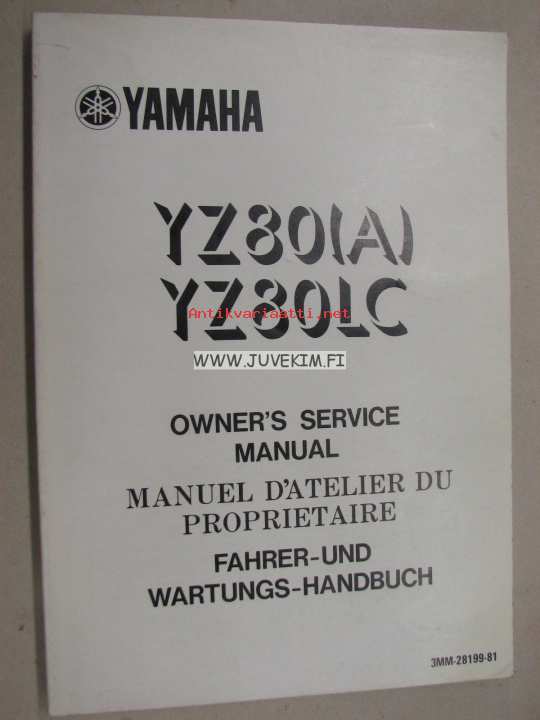 YAMAHA
YZ80(A)
YZ80LC
Antikvariaatti.net
WWW.JUVEKIM.FI
OWNER'S SERVICE
MANUAL
MANUEL D'ATELIER DU
PROPRIETAIRE
FAHRER-UND
WARTUNGS-HANDBUCH
3MM-28199-81